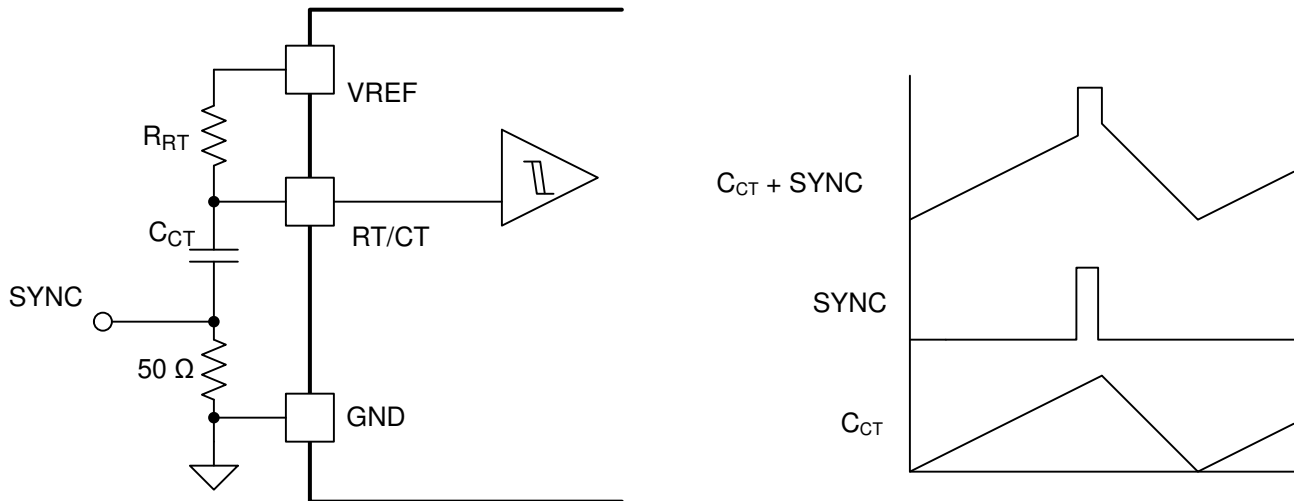 VREF
R_RT
C_CT
RT/CT
SYNC
50 Ω
GND
C_CT + SYNC
SYNC
C_CT